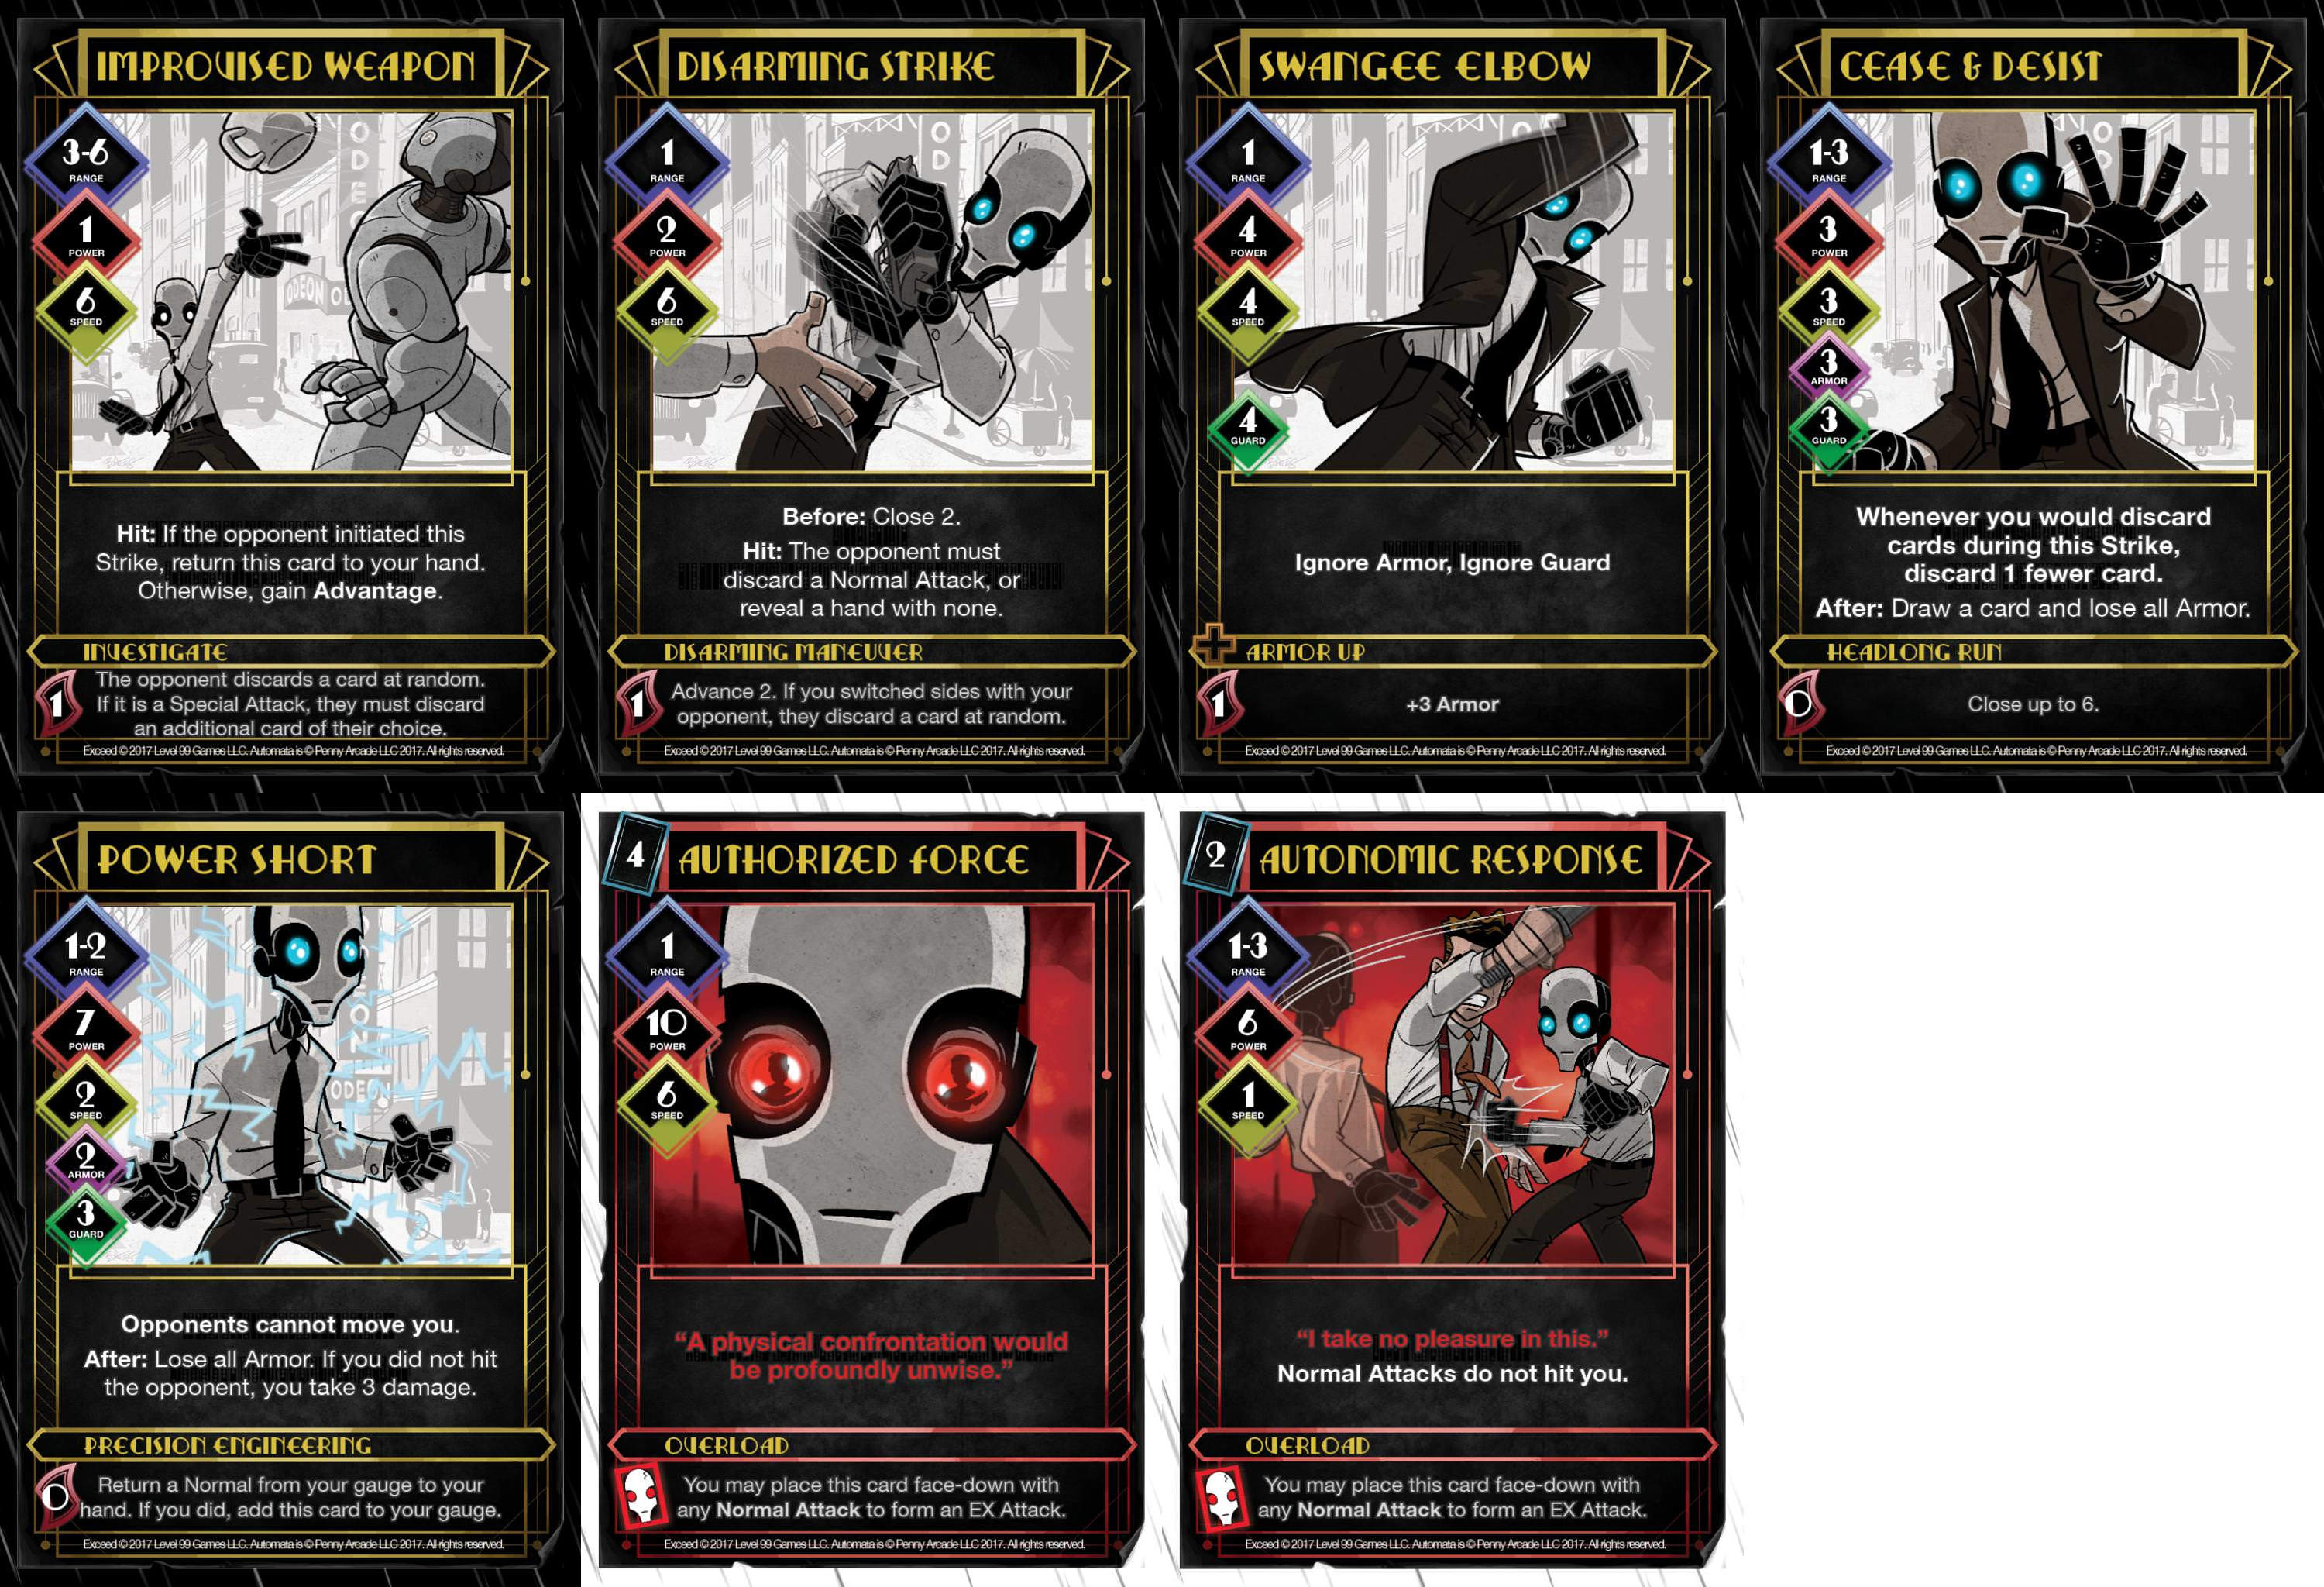 IMPROVISED WEAPON
3-6
RANGE
1
POWER
6
SPEED
ODE
ODEON
Hit: If the opponent initiated this
Strike, return this card to your hand.
Otherwise, gain Advantage.
INVESTIGATE
1
The opponent discards a card at random.
If it is a Special Attack, they must discard
an additional card of their choice.
Exceed © 2017 Level 99 Games LLC. Automata is © Penny Arcade LLC 2017. All rights reserved.
DISARMING STRIKE
1
RANGE
2
POWER
6
SPEED
OD
Before: Close 2.
Hit: The opponent must
discard a Normal Attack, or
reveal a hand with none.
DISARMING MANEUVER
1
Advance 2. If you switched sides with your
opponent, they discard a card at random.
Exceed © 2017 Level 99 Games LLC. Automata is © Penny Arcade LLC 2017. All rights reserved.
SWANGEE ELBOW
1
RANGE
4
POWER
4
SPEED
4
GUARD
Ignore Armor, Ignore Guard
ARMOR UP
1
+3 Armor
Exceed © 2017 Level 99 Games LLC. Automata is © Penny Arcade LLC 2017. All rights reserved.
CEASE & DESIST
1-3
RANGE
3
POWER
3
SPEED
3
ARMOR
3
GUARD
Whenever you would discard
cards during this Strike,
discard 1 fewer card.
After: Draw a card and lose all Armor.
HEADLONG RUN
0
Close up to 6.
Exceed © 2017 Level 99 Games LLC. Automata is © Penny Arcade LLC 2017. All rights reserved.
POWER SHORT
1-2
RANGE
7
POWER
2
SPEED
2
ARMOR
3
GUARD
ODEON
Opponents cannot move you.
After: Lose all Armor. If you did not hit
the opponent, you take 3 damage.
PRECISION ENGINEERING
0
Return a Normal from your gauge to your
hand. If you did, add this card to your gauge.
Exceed © 2017 Level 99 Games LLC. Automata is © Penny Arcade LLC 2017. All rights reserved.
4
AUTHORIZED FORCE
1
RANGE
10
POWER
6
SPEED
“A physical confrontation would
be profoundly unwise.”
OVERLOAD
You may place this card face-down with
any Normal Attack to form an EX Attack.
Exceed © 2017 Level 99 Games LLC. Automata is © Penny Arcade LLC 2017. All rights reserved.
2
AUTONOMIC RESPONSE
1-3
RANGE
6
POWER
1
SPEED
“I take no pleasure in this.”
Normal Attacks do not hit you.
OVERLOAD
You may place this card face-down with
any Normal Attack to form an EX Attack.
Exceed © 2017 Level 99 Games LLC. Automata is © Penny Arcade LLC 2017. All rights reserved.